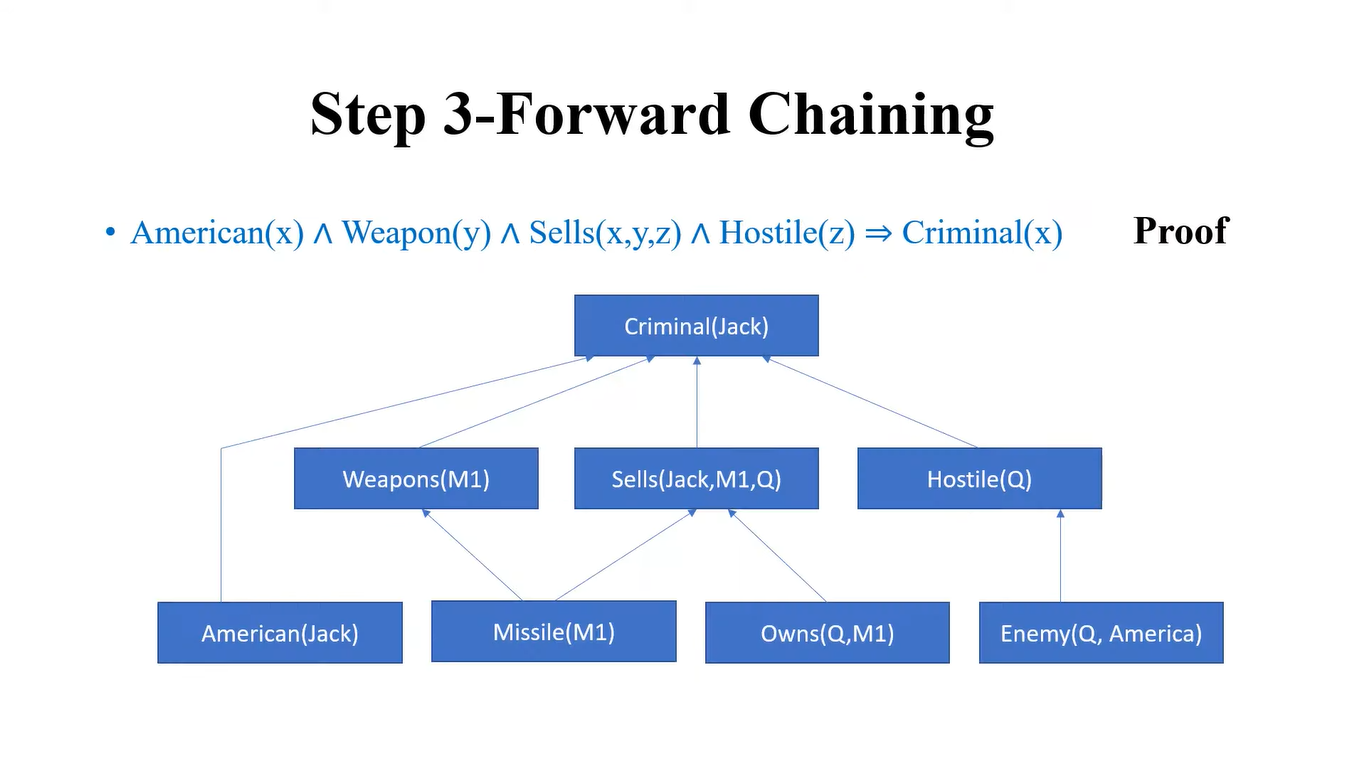 Step 3-Forward Chaining
• American(x) ∧ Weapon(y) ∧ Sells(x,y,z) ∧ Hostile(z) ⇒ Criminal(x)
Proof
Criminal(Jack)
Weapons(M1)
Sells(Jack,M1,Q)
Hostile(Q)
American(Jack)
Missile(M1)
Owns(Q,M1)
Enemy(Q, America)